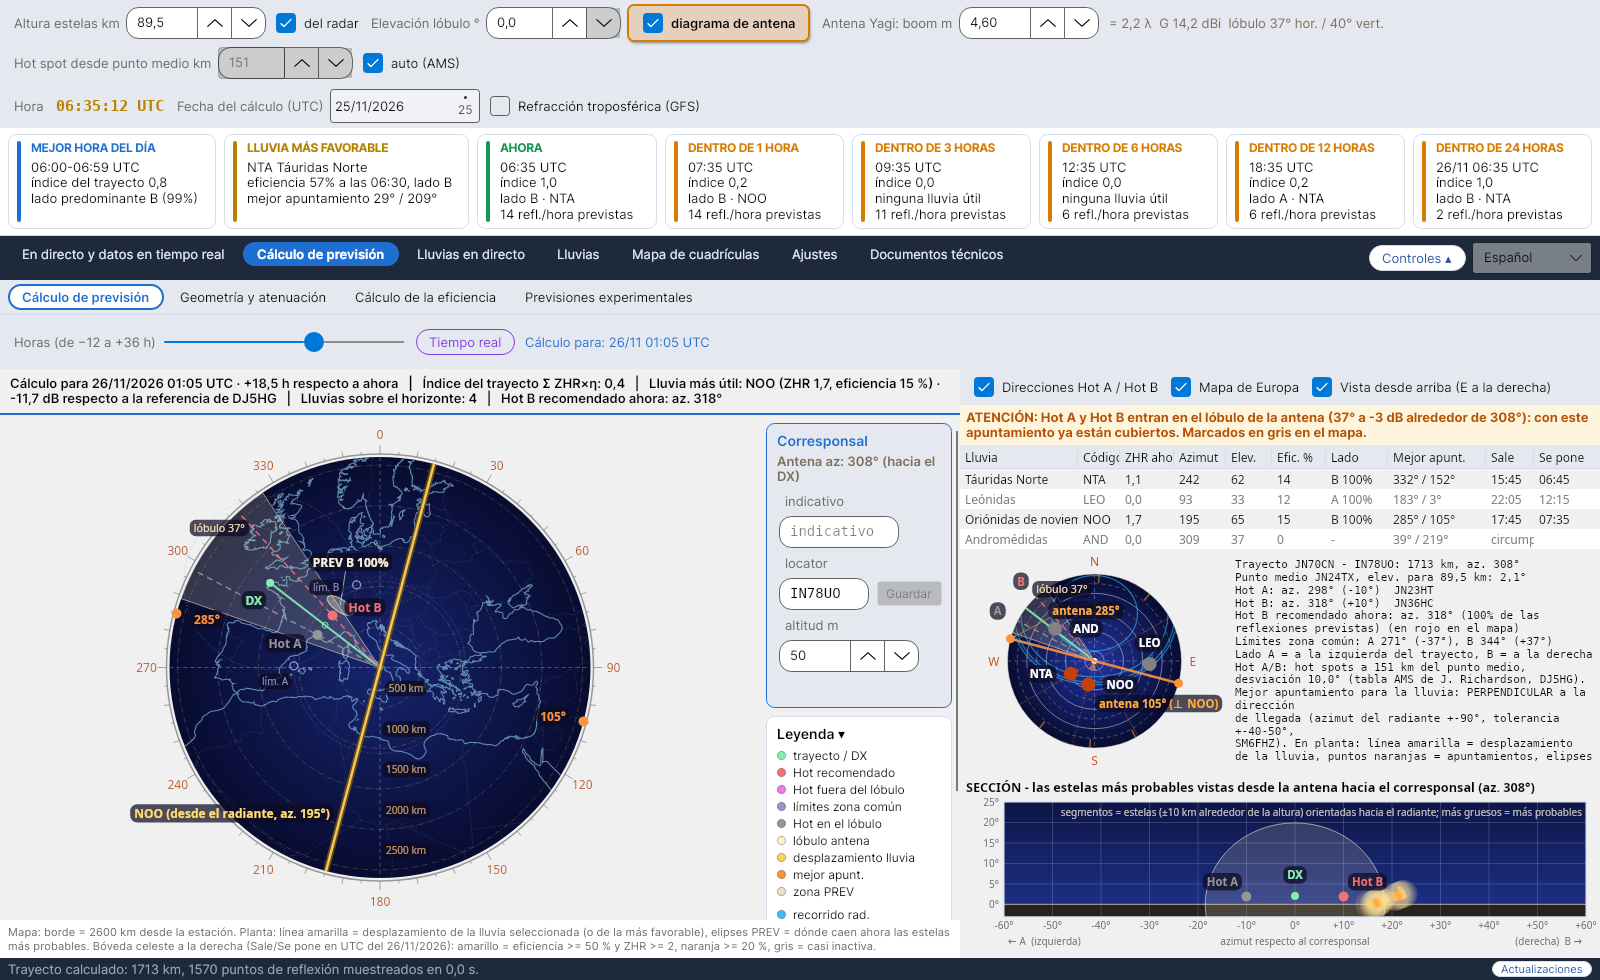 Altura estelas km 89,5 del radar Elevación lóbulo ° 0,0 diagrama de antena Antena Yagi: boom m 4,60 = 2,2 λ G 14,2 dBi lóbulo 37° hor. / 40° vert.
Hot spot desde punto medio km 151 auto (AMS)
Hora 06:35:12 UTC Fecha del cálculo (UTC) 25/11/2026 25 Refracción troposférica (GFS)
MEJOR HORA DEL DÍA
06:00-06:59 UTC
índice del trayecto 0,8
lado predominante B (99%)
LLUVIA MÁS FAVORABLE
NTA Táuridas Norte
eficiencia 57% a las 06:30, lado B
mejor apuntamiento 29° / 209°
AHORA
06:35 UTC
índice 1,0
lado B · NTA
14 refl./hora previstas
DENTRO DE 1 HORA
07:35 UTC
índice 0,2
lado B · NOO
14 refl./hora previstas
DENTRO DE 3 HORAS
09:35 UTC
índice 0,0
ninguna lluvia útil
11 refl./hora previstas
DENTRO DE 6 HORAS
12:35 UTC
índice 0,0
ninguna lluvia útil
6 refl./hora previstas
DENTRO DE 12 HORAS
18:35 UTC
índice 0,2
lado A · NTA
6 refl./hora previstas
DENTRO DE 24 HORAS
26/11 06:35 UTC
índice 1,0
lado B · NTA
2 refl./hora previstas
En directo y datos en tiempo real Cálculo de previsión Lluvias en directo Lluvias Mapa de cuadrículas Ajustes Documentos técnicos Controles ▴ Español
Cálculo de previsión Geometría y atenuación Cálculo de la eficiencia Previsiones experimentales
Horas (de −12 a +36 h) Tiempo real Cálculo para: 26/11 01:05 UTC
Cálculo para 26/11/2026 01:05 UTC · +18,5 h respecto a ahora | Índice del trayecto Σ ZHR×η: 0,4 | Lluvia más útil: NOO (ZHR 1,7, eficiencia 15 %) ·
-11,7 dB respecto a la referencia de DJ5HG | Lluvias sobre el horizonte: 4 | Hot B recomendado ahora: az. 318°
0
330
30
lóbulo 37°
300
60
PREV B 100%
lím. B
DX
Hot B
285°
Hot A
270
90
lím. A
500 km
105°
1000 km
1500 km
240
120
2000 km
NOO (desde el radiante, az. 195°)
2500 km
210
150
180
Corresponsal
Antena az: 308° (hacia el
DX)
indicativo
indicativo
locator
IN78UO Guardar
altitud m
50
Leyenda ▾
trayecto / DX
Hot recomendado
Hot fuera del lóbulo
límites zona común
Hot en el lóbulo
lóbulo antena
desplazamiento lluvia
mejor apunt.
zona PREV
recorrido rad.
Mapa: borde = 2600 km desde la estación. Planta: línea amarilla = desplazamiento de la lluvia seleccionada (o de la más favorable), elipses PREV = dónde caen ahora las estelas
más probables. Bóveda celeste a la derecha (Sale/Se pone en UTC del 26/11/2026): amarillo = eficiencia >= 50 % y ZHR >= 2, naranja >= 20 %, gris = casi inactiva.
Direcciones Hot A / Hot B Mapa de Europa Vista desde arriba (E a la derecha)
ATENCIÓN: Hot A y Hot B entran en el lóbulo de la antena (37° a -3 dB alrededor de 308°): con este
apuntamiento ya están cubiertos. Marcados en gris en el mapa.
Lluvia Código ZHR aho Azimut Elev. Efic. % Lado Mejor apunt. Sale Se pone
Táuridas Norte NTA 1,1 242 62 14 B 100% 332° / 152° 15:45 06:45
Leónidas LEO 0,0 93 33 12 A 100% 183° / 3° 22:05 12:15
Oriónidas de noviem NOO 1,7 195 65 15 B 100% 285° / 105° 17:45 07:35
Andromédidas AND 0,0 309 37 0 - 39° / 219° circump
N
B
lóbulo 37°
A
antena 285°
AND
LEO
W
E
NTA
NOO
antena 105° (⊥ NOO)
S
Trayecto JN70CN - IN78UO: 1713 km, az. 308°
Punto medio JN24TX, elev. para 89,5 km: 2,1°
Hot A: az. 298° (-10°) JN23HT
Hot B: az. 318° (+10°) JN36HC
Hot B recomendado ahora: az. 318° (100% de las
reflexiones previstas) (en rojo en el mapa)
Límites zona común: A 271° (-37°), B 344° (+37°)
Lado A = a la izquierda del trayecto, B = a la derecha
Hot A/B: hot spots a 151 km del punto medio,
desviación 10,0° (tabla AMS de J. Richardson, DJ5HG).
Mejor apuntamiento para la lluvia: PERPENDICULAR a la
dirección
de llegada (azimut del radiante +-90°, tolerancia
+-40-50°,
SM6FHZ). En planta: línea amarilla = desplazamiento
de la lluvia, puntos naranjas = apuntamientos, elipses
SECCIÓN - las estelas más probables vistas desde la antena hacia el corresponsal (az. 308°)
25°
segmentos = estelas (±10 km alrededor de la altura) orientadas hacia el radiante; más gruesos = más probables
20°
15°
10°
5°
0°
Hot A
DX
Hot B
-60° -50° -40° -30° -20° -10° 0° +10° +20° +30° +40° +50° +60°
← A (izquierda) azimut respecto al corresponsal (derecha) B →
Trayecto calculado: 1713 km, 1570 puntos de reflexión muestreados en 0,0 s. Actualizaciones